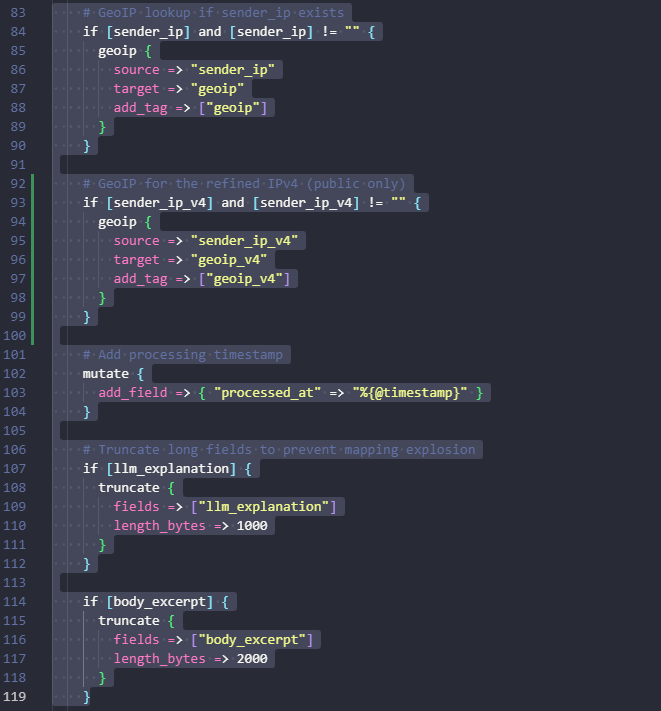 83 # GeoIP lookup if sender_ip exists
84 if [sender_ip] and [sender_ip] != "" {
85 geoip {
86 source => "sender_ip"
87 target => "geoip"
88 add_tag => ["geoip"]
89 }
90 }
91
92 # GeoIP for the refined IPv4 (public only)
93 if [sender_ip_v4] and [sender_ip_v4] != "" {
94 geoip {
95 source => "sender_ip_v4"
96 target => "geoip_v4"
97 add_tag => ["geoip_v4"]
98 }
99 }
100
101 # Add processing timestamp
102 mutate {
103 add_field => { "processed_at" => "%{@timestamp}" }
104 }
105
106 # Truncate long fields to prevent mapping explosion
107 if [llm_explanation] {
108 truncate {
109 fields => ["llm_explanation"]
110 length_bytes => 1000
111 }
112 }
113
114 if [body_excerpt] {
115 truncate {
116 fields => ["body_excerpt"]
117 length_bytes => 2000
118 }
119 }